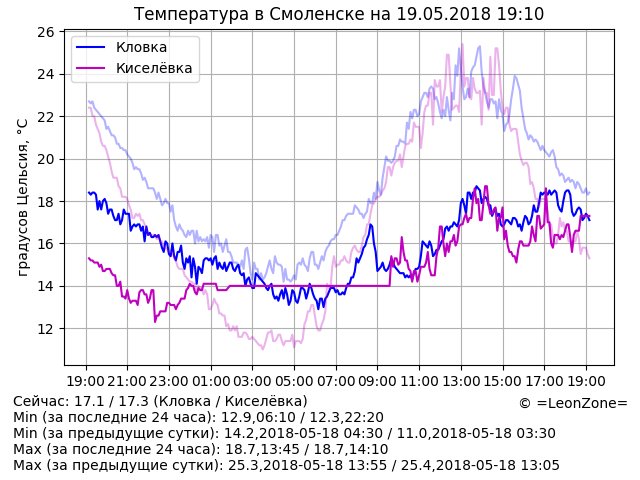 Температура в Смоленске на 19.05.2018 19:10
26
24
22
20
18
16
14
12
градусов Цельсия, °C
Кловка
Киселёвка
19:00 21:00 23:00 01:00 03:00 05:00 07:00 09:00 11:00 13:00 15:00 17:00 19:00
Сейчас: 17.1 / 17.3 (Кловка / Киселёвка)
© =LeonZone=
Min (за последние 24 часа): 12.9,06:10 / 12.3,22:20
Min (за предыдущие сутки): 14.2,2018-05-18 04:30 / 11.0,2018-05-18 03:30
Max (за последние 24 часа): 18.7,13:45 / 18.7,14:10
Max (за предыдущие сутки): 25.3,2018-05-18 13:55 / 25.4,2018-05-18 13:05